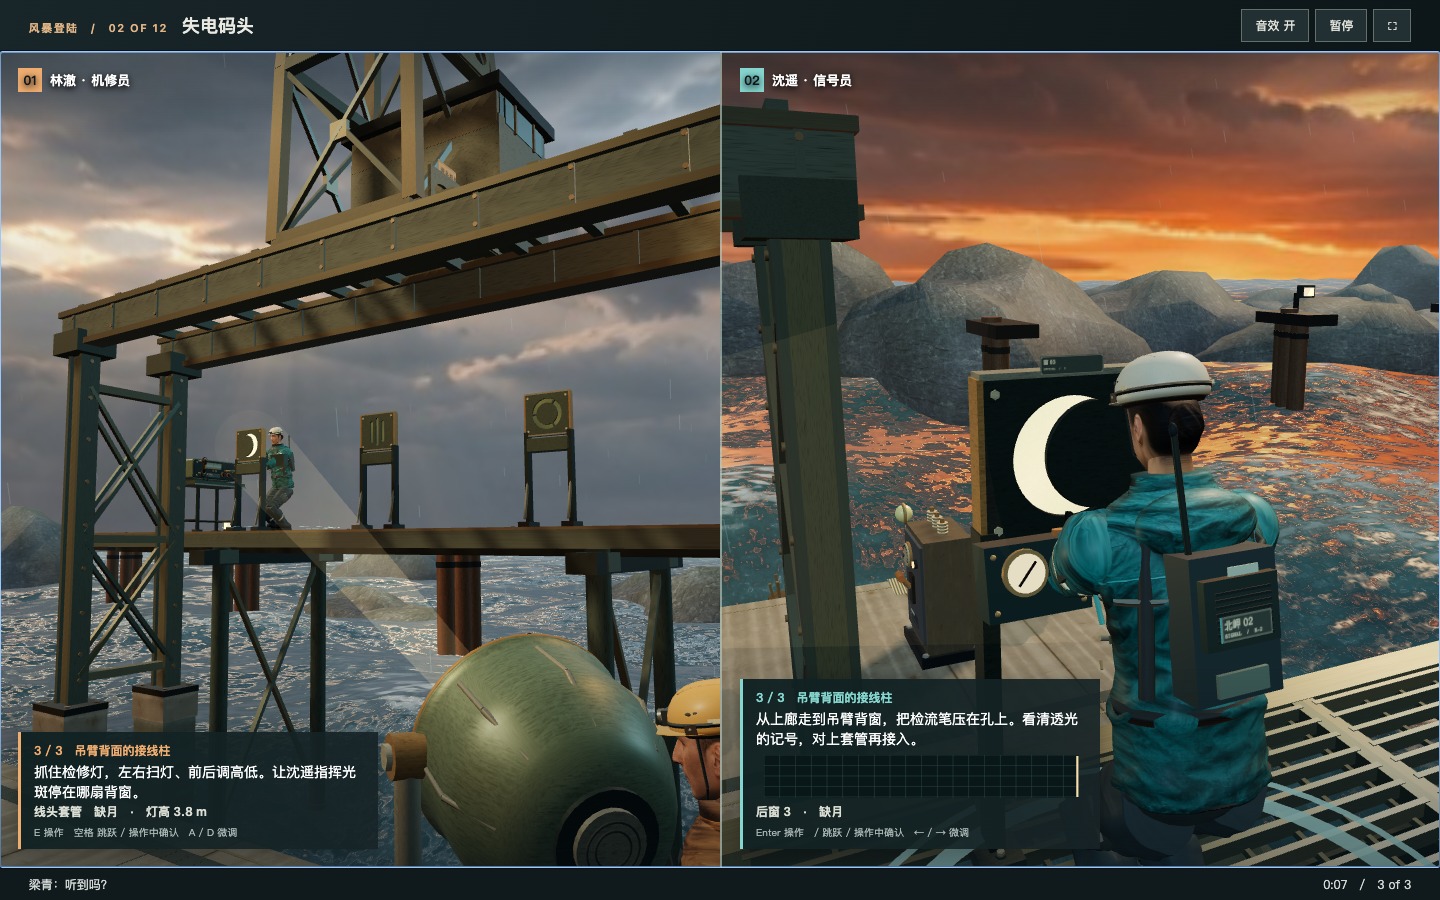 风暴登陆 / 02 OF 12 失电码头
音效 开
暂停
01 林澈 · 机修员
02 沈遥 · 信号员
北岬 02
3 / 3 吊臂背面的接线柱
抓住检修灯，左右扫灯、前后调高低。让沈遥指挥光
斑停在哪扇背窗。
线头套管 缺月 · 灯高 3.8 m
E 操作 空格 跳跃 / 操作中确认 A / D 微调
3 / 3 吊臂背面的接线柱
从上廊走到吊臂背窗，把检流笔压在孔上。看清透光
的记号，对上套管再接入。
后窗 3 · 缺月
Enter 操作 / 跳跃 / 操作中确认 ← / → 微调
梁青：听到吗？
0:07 / 3 of 3